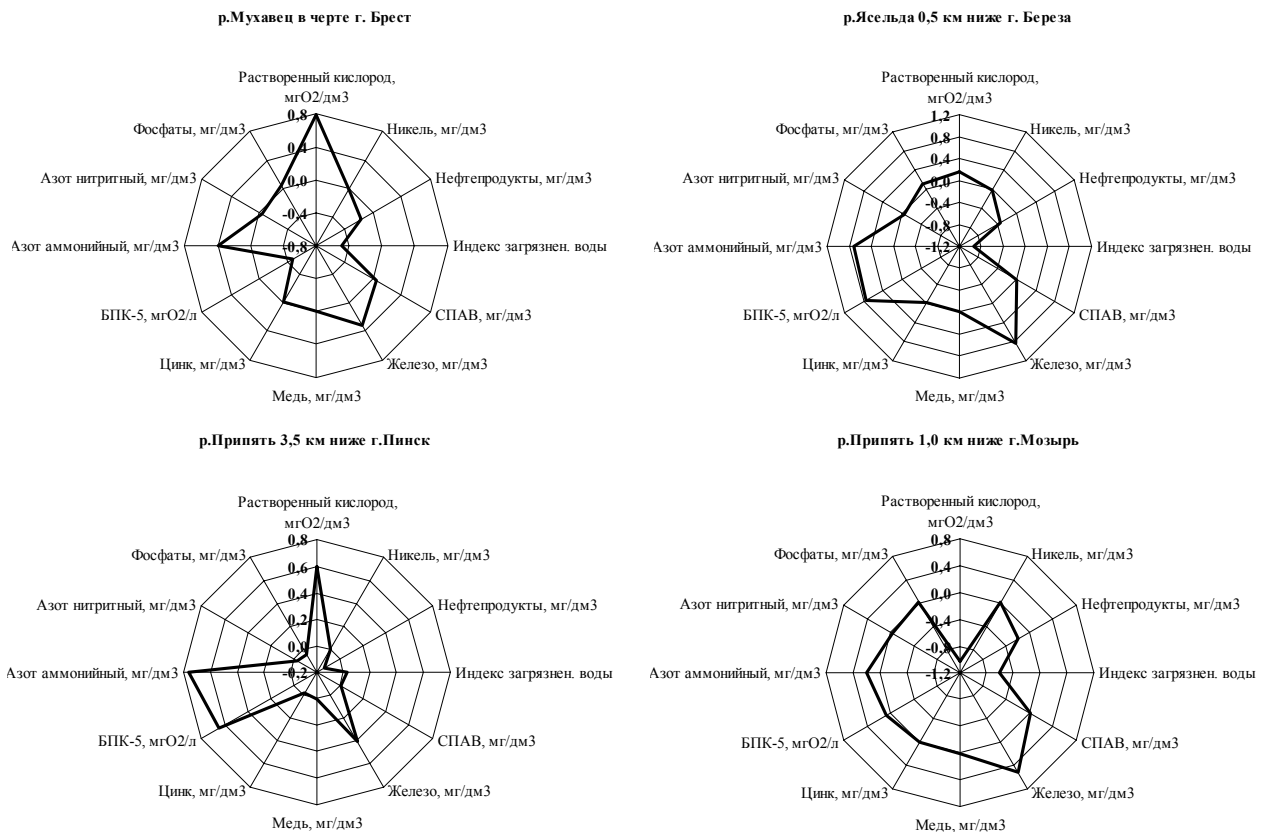 р.Мухавец в черте г. Брест
Растворенный кислород,
мгО2/дм3
Никель, мг/дм3
Нефтепродукты, мг/дм3
Индекс загрязнен. воды
СПАВ, мг/дм3
Железо, мг/дм3
Медь, мг/дм3
Цинк, мг/дм3
БПК-5, мгО2/л
Азот аммонийный, мг/дм3
Азот нитритный, мг/дм3
Фосфаты, мг/дм3
0,8
0,4
0,0
-0,4
-0,8
р.Ясельда 0,5 км ниже г. Береза
Растворенный кислород,
мгО2/дм3
Никель, мг/дм3
Нефтепродукты, мг/дм3
Индекс загрязнен. воды
СПАВ, мг/дм3
Железо, мг/дм3
Медь, мг/дм3
Цинк, мг/дм3
БПК-5, мгО2/л
Азот аммонийный, мг/дм3
Азот нитритный, мг/дм3
Фосфаты, мг/дм3
1,2
0,8
0,4
0,0
-0,4
-0,8
-1,2
р.Припять 3,5 км ниже г.Пинск
Растворенный кислород,
мгО2/дм3
Никель, мг/дм3
Нефтепродукты, мг/дм3
Индекс загрязнен. воды
СПАВ, мг/дм3
Железо, мг/дм3
Медь, мг/дм3
Цинк, мг/дм3
БПК-5, мгО2/л
Азот аммонийный, мг/дм3
Азот нитритный, мг/дм3
Фосфаты, мг/дм3
0,8
0,6
0,4
0,2
0,0
-0,2
р.Припять 1,0 км ниже г.Мозырь
Растворенный кислород,
мгО2/дм3
Никель, мг/дм3
Нефтепродукты, мг/дм3
Индекс загрязнен. воды
СПАВ, мг/дм3
Железо, мг/дм3
Медь, мг/дм3
Цинк, мг/дм3
БПК-5, мгО2/л
Азот аммонийный, мг/дм3
Азот нитритный, мг/дм3
Фосфаты, мг/дм3
0,8
0,4
0,0
-0,4
-0,8
-1,2